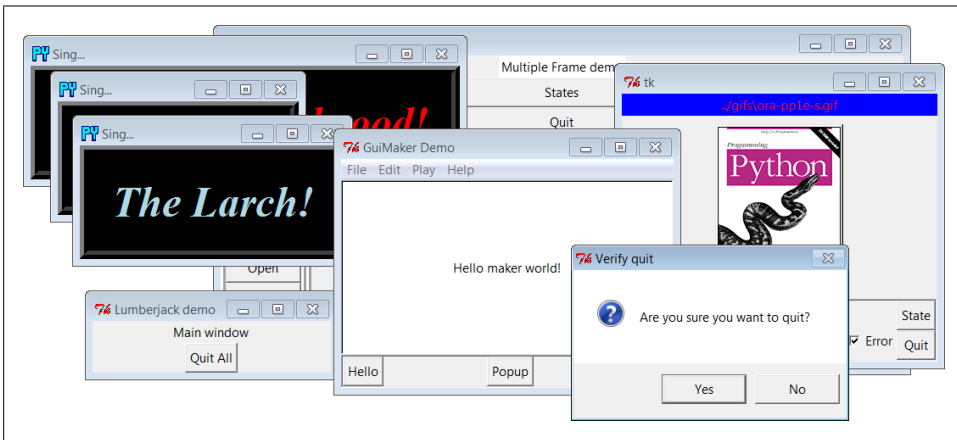 Sing...
Sing...
Sing...
The Larch!
Multiple Frame dem
States
Quit
Open
Lumberjack demo
Main window
Quit All
GuiMaker Demo
File Edit Play Help
Hello maker world!
Hello
Popup
tk
../gifs\ora-pp1e-s.gif
Programming
Python
State
Error
Quit
Verify quit
Are you sure you want to quit?
Yes
No